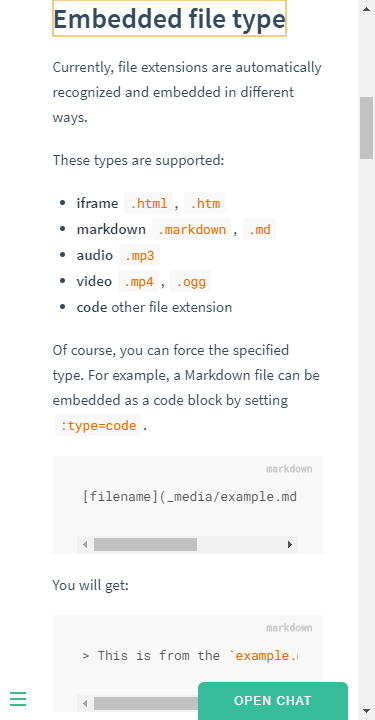 Embedded file type
Currently, file extensions are automatically
recognized and embedded in different
ways.
These types are supported:
iframe .html , .htm
markdown .markdown , .md
audio .mp3
video .mp4 , .ogg
code other file extension
Of course, you can force the specified
type. For example, a Markdown file can be
embedded as a code block by setting
:type=code .
markdown
[filename](_media/example.md
You will get:
markdown
> This is from the `example.
OPEN CHAT